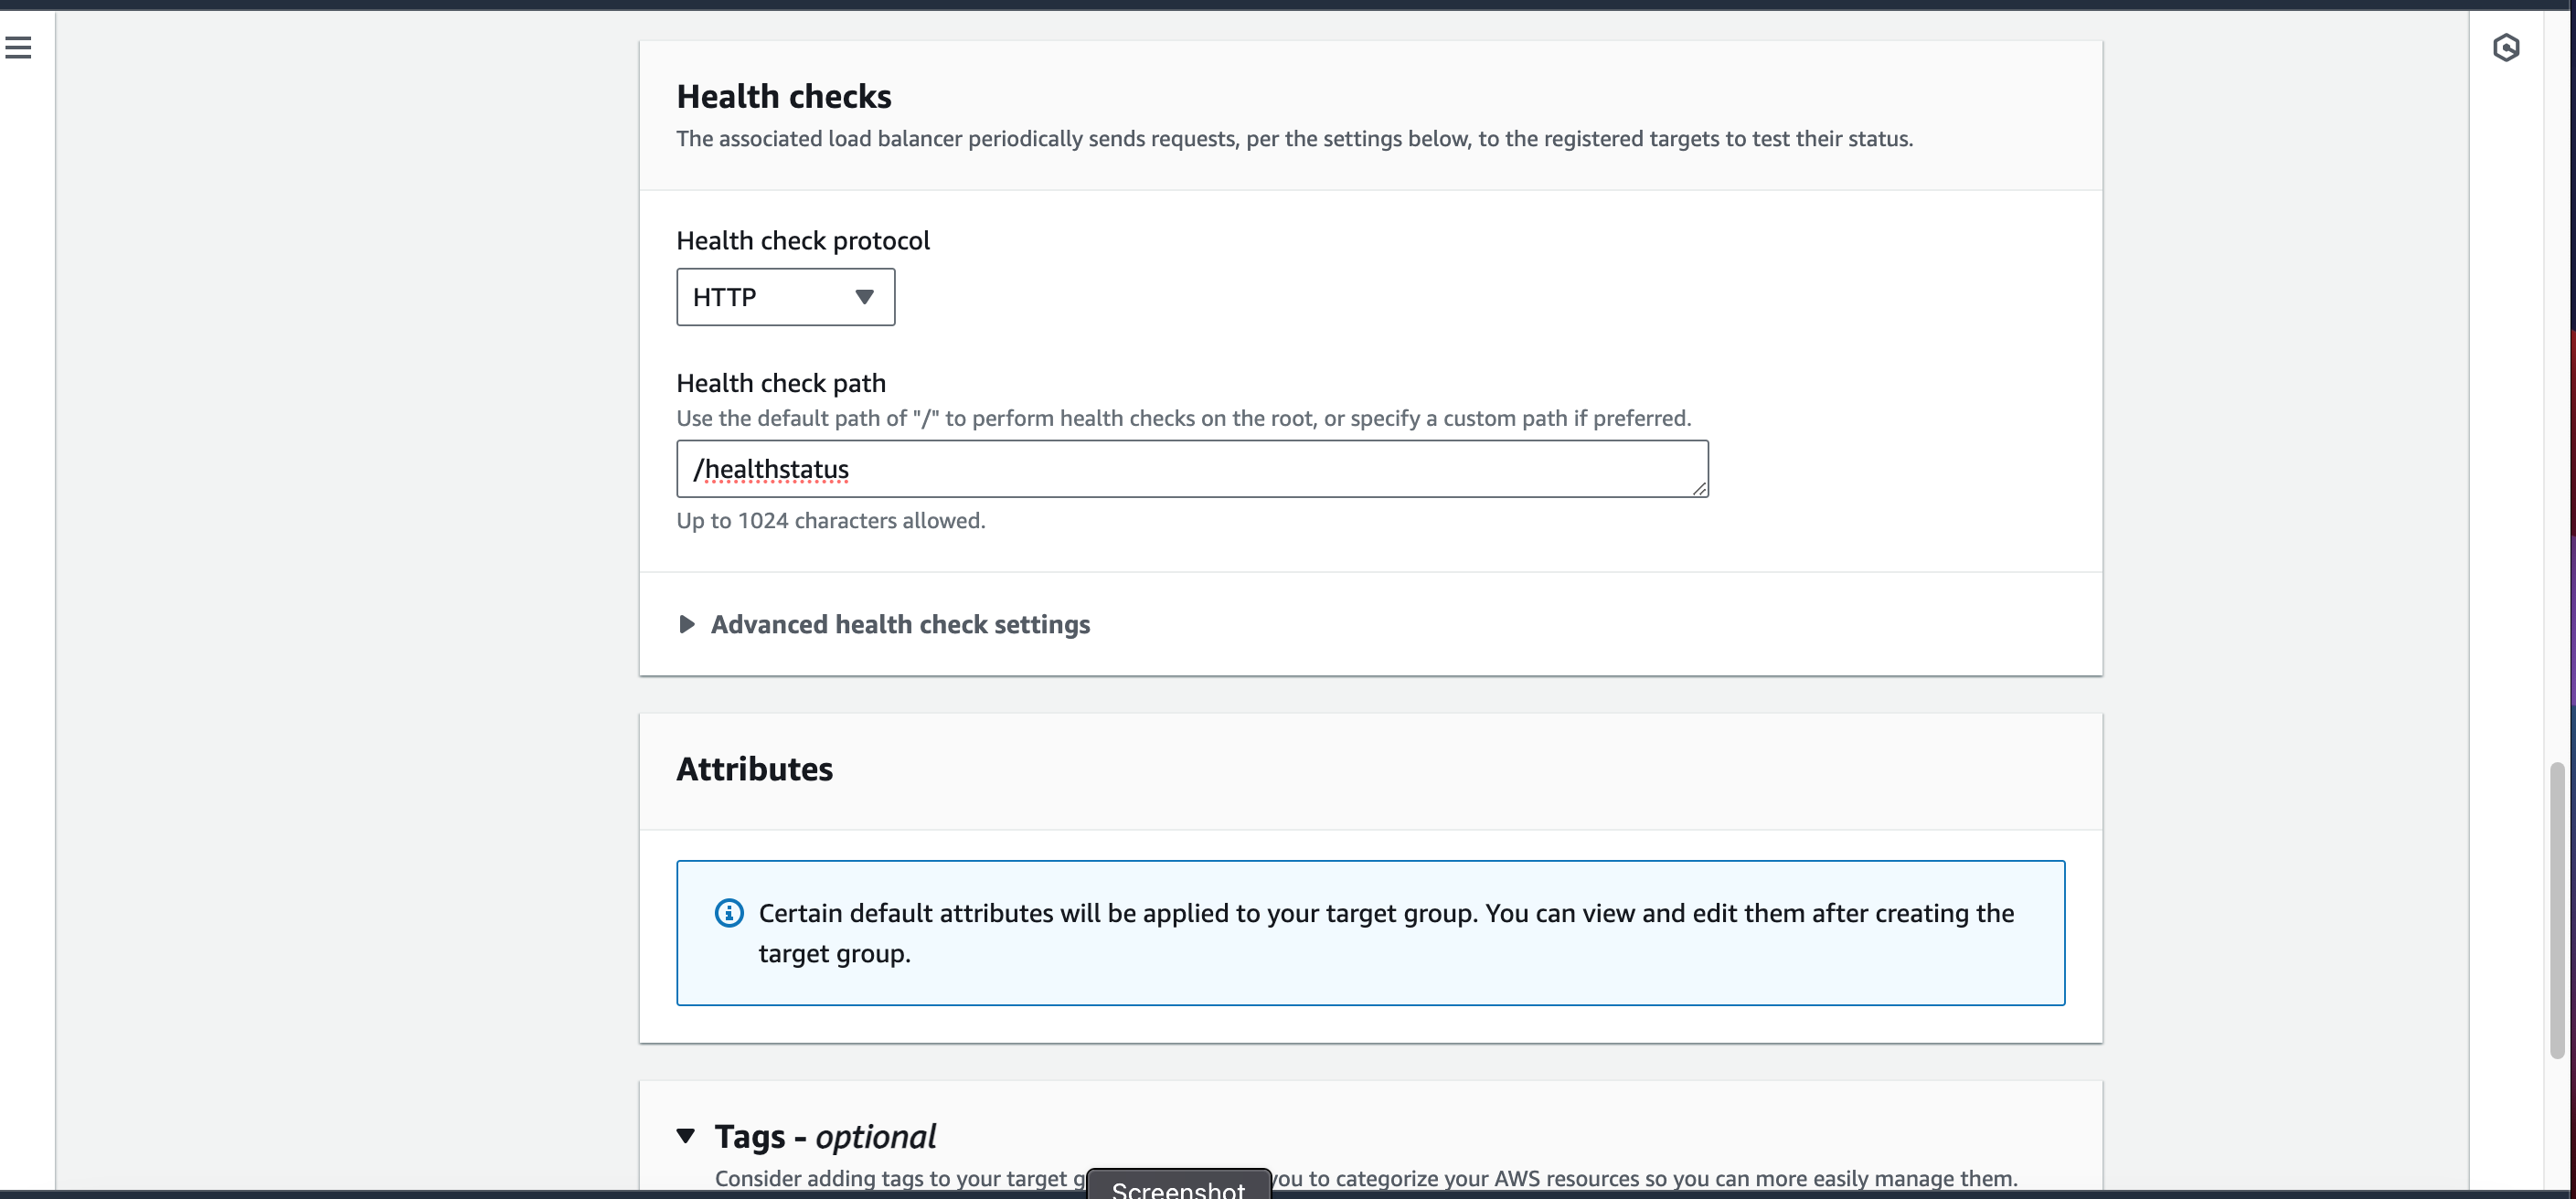 Health checks
The associated load balancer periodically sends requests, per the settings below, to the registered targets to test their status.
Health check protocol
HTTP
Health check path
Use the default path of "/" to perform health checks on the root, or specify a custom path if preferred.
/healthstatus
Up to 1024 characters allowed.
Advanced health check settings
Attributes
Certain default attributes will be applied to your target group. You can view and edit them after creating the
target group.
Tags - optional
Consider adding tags to your target g you to categorize your AWS resources so you can more easily manage them.
Screenshot